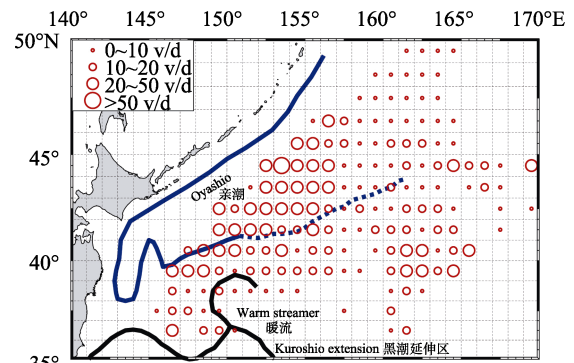 140° 145° 150° 155° 160° 165° 170°E
50°N
0~10 v/d
10~20 v/d
20~50 v/d
>50 v/d
45°
Oyashio
亲潮
40°
Warm streamer
暖流
Kuroshio extension 黑潮延伸区
35°